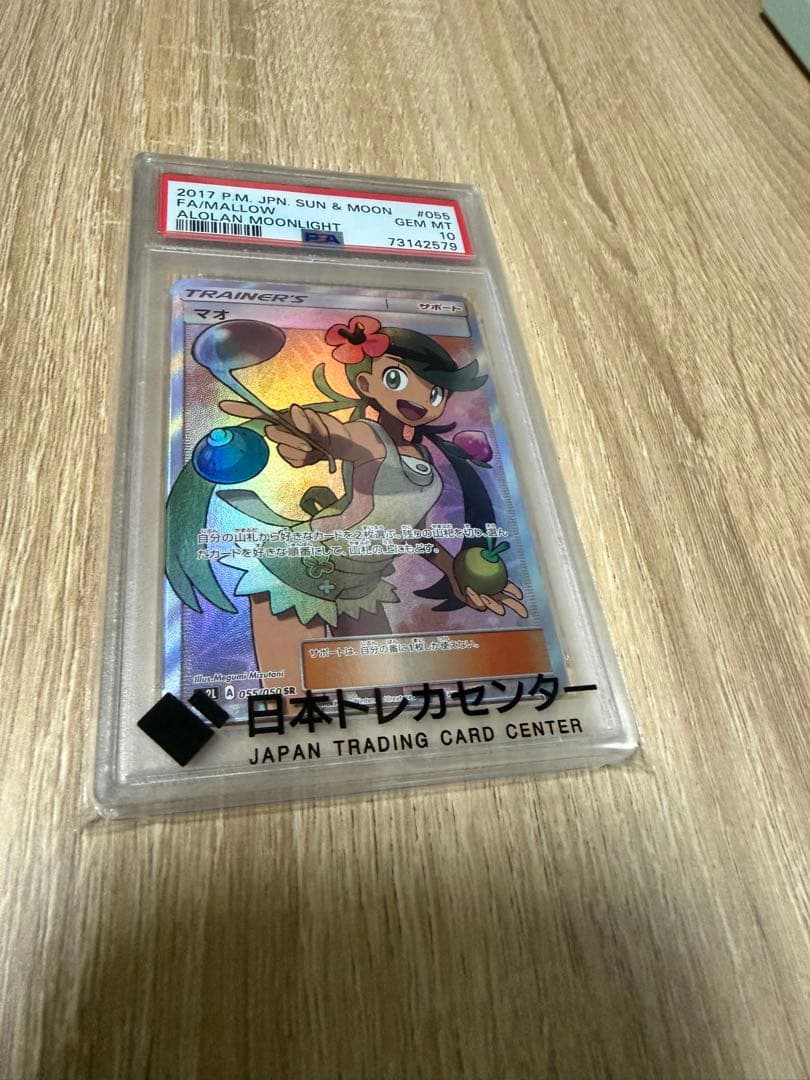 2017 P.M. JPN. SUN & MOON #055
FA/MALLOW GEM MT
ALOLAN MOONLIGHT 10
PSA 73142579
TRAINER'S サポート
マオ
自分の山札から好きなカードを2枚選ぶ。残りの山札を切り、選ん
だカードを好きな順番にして、山札の上にもどす。
サポートは、自分の番に1枚しか使えない。
Illus. Megumi Mizutani
A 055/050 SR
日本トレカセンター
JAPAN TRADING CARD CENTER